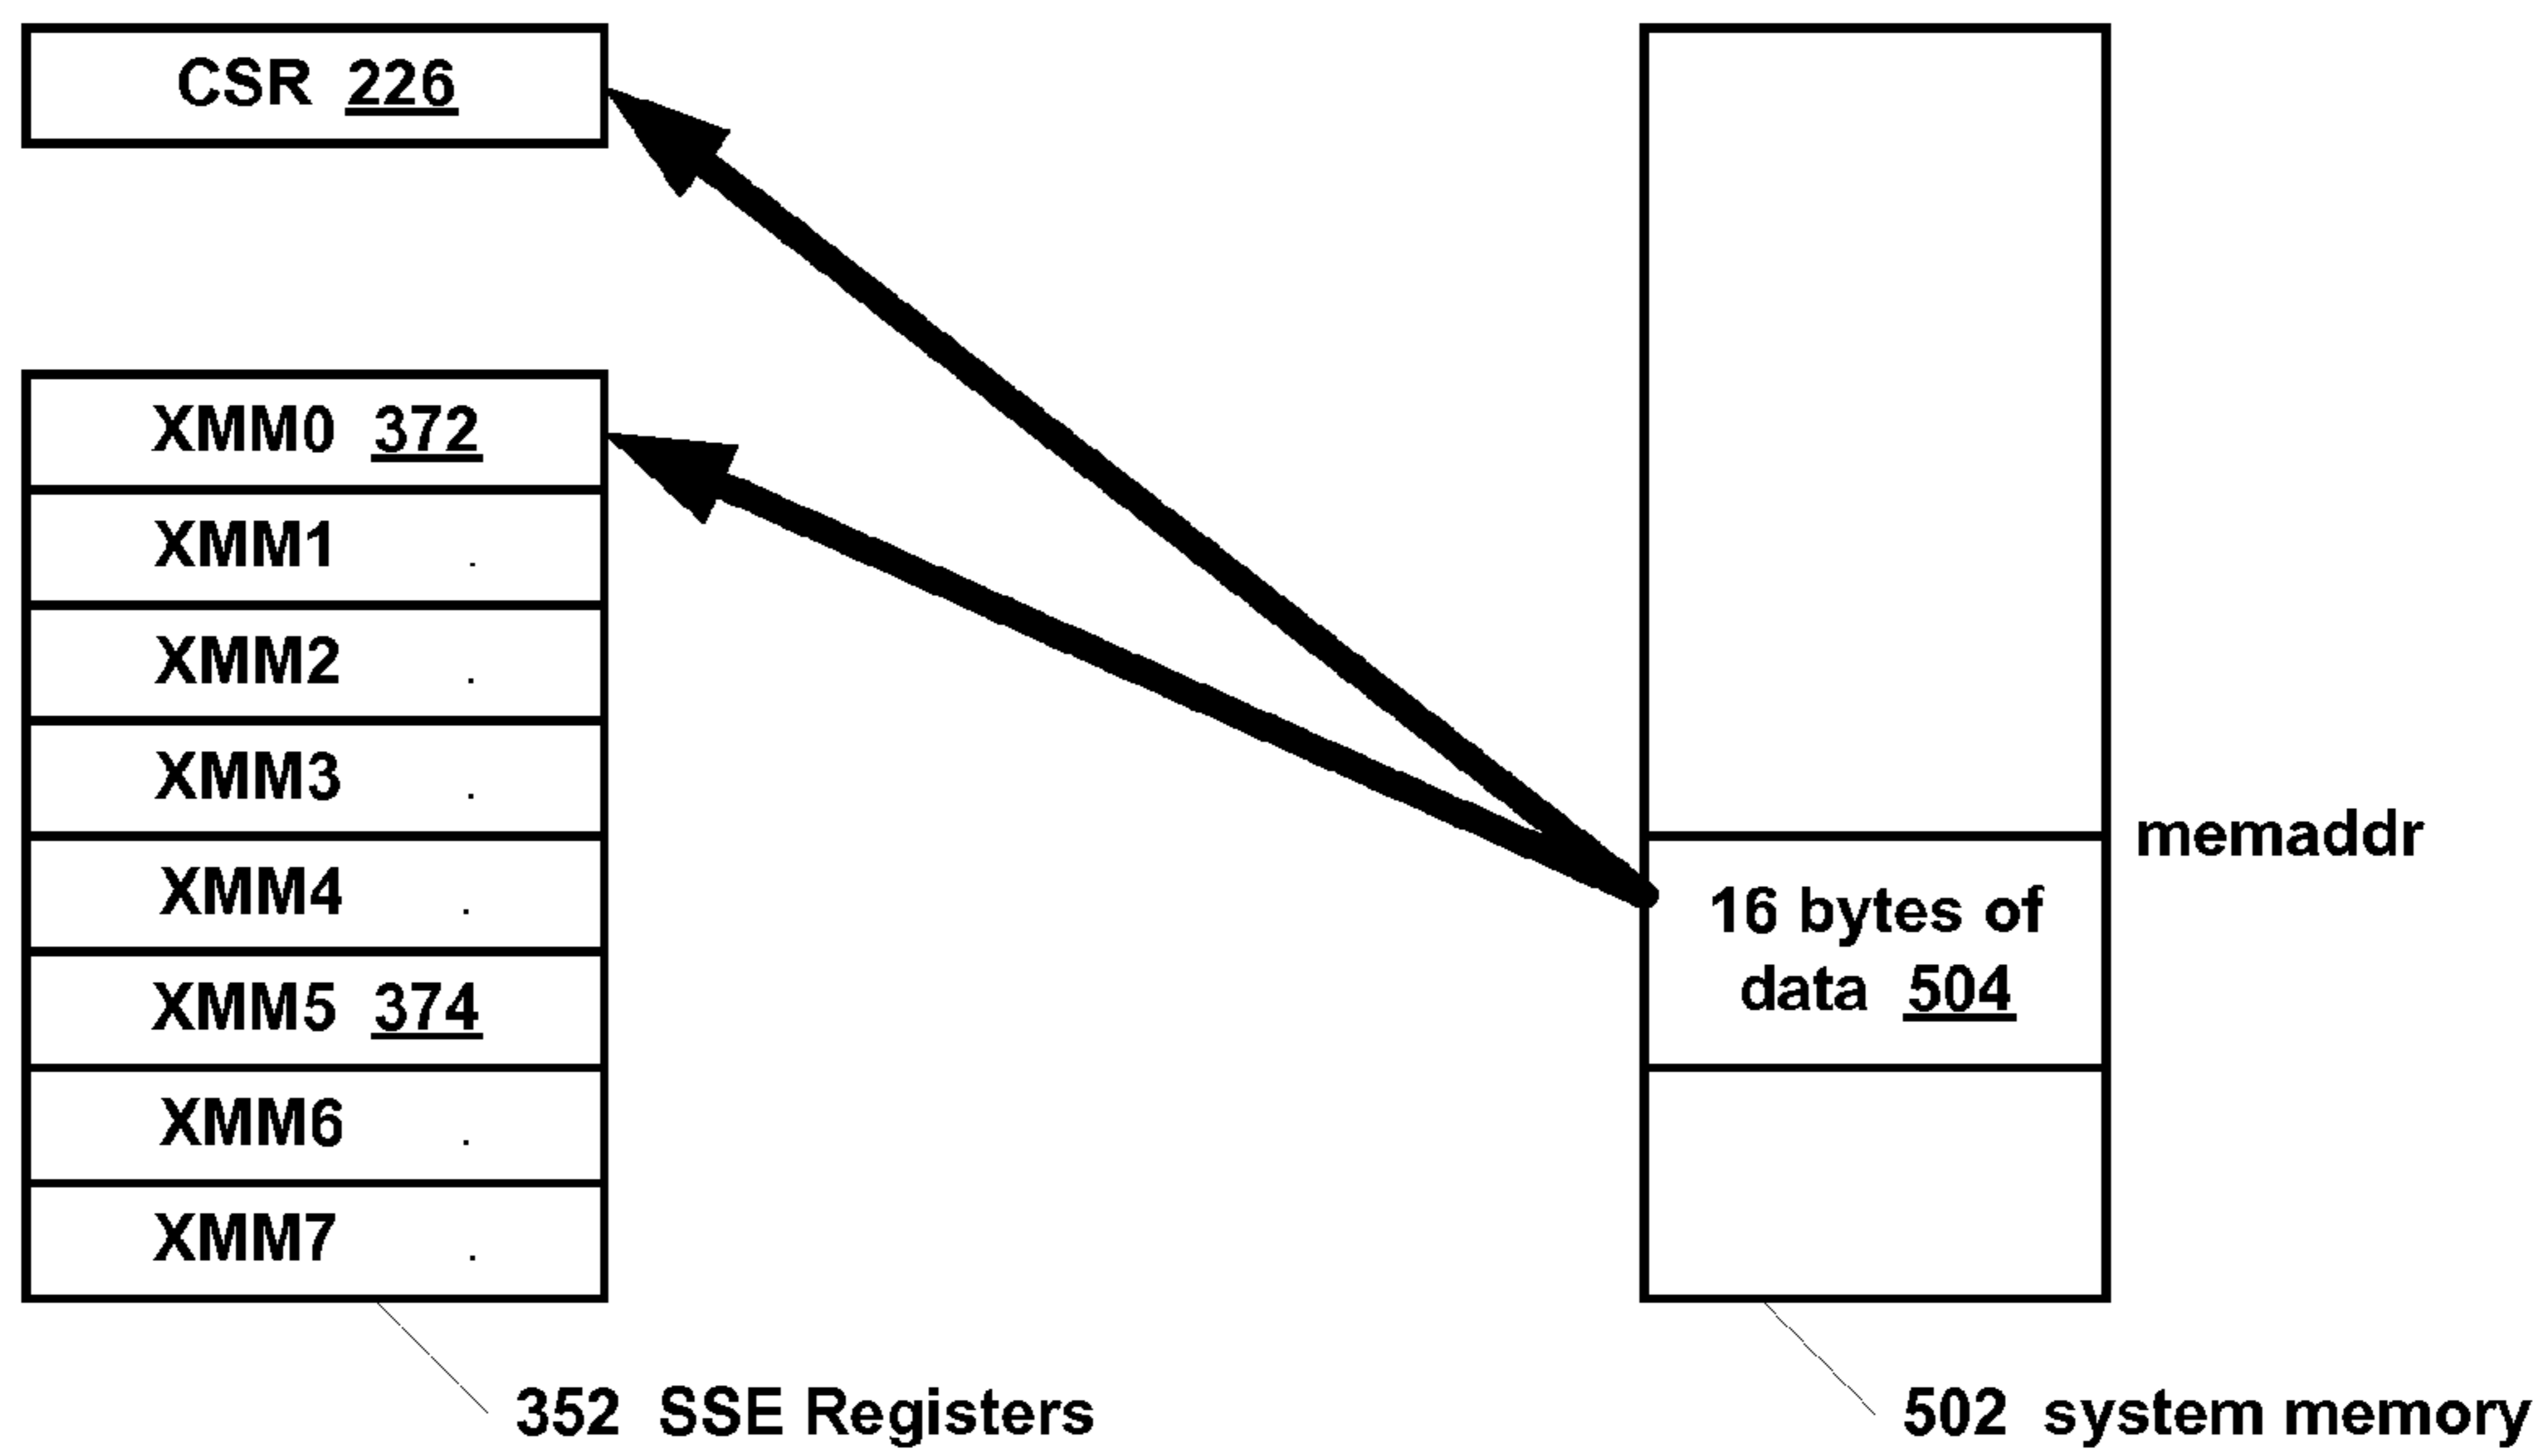 CSR 226
XMM0 372
XMM1 .
XMM2 .
XMM3 .
XMM4 .
XMM5 374
XMM6 .
XMM7 .
352 SSE Registers
memaddr
16 bytes of
data 504
502 system memory